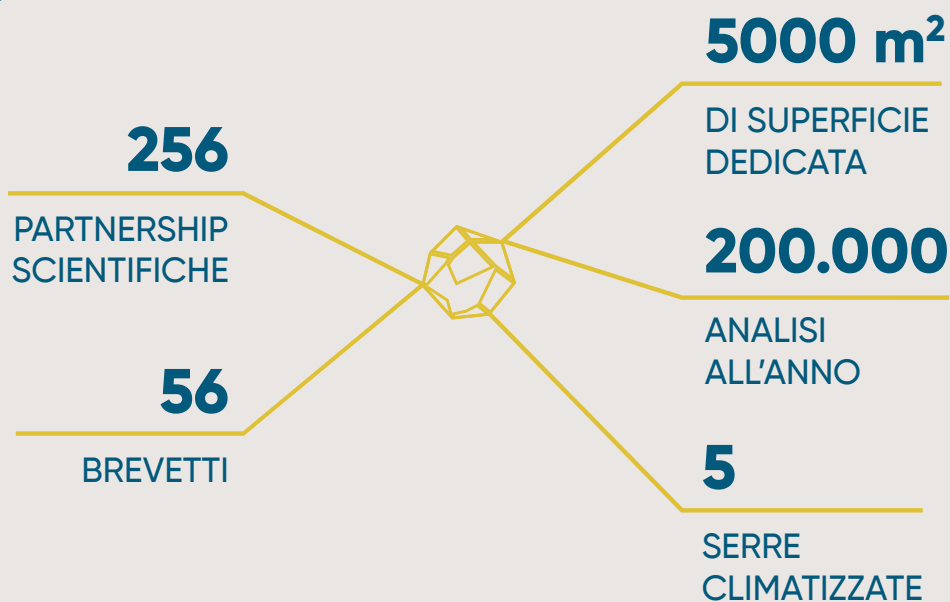 256
PARTNERSHIP
SCIENTIFICHE
56
BREVETTI
5000 m²
DI SUPERFICIE
DEDICATA
200.000
ANALISI
ALL'ANNO
5
SERRE
CLIMATIZZATE